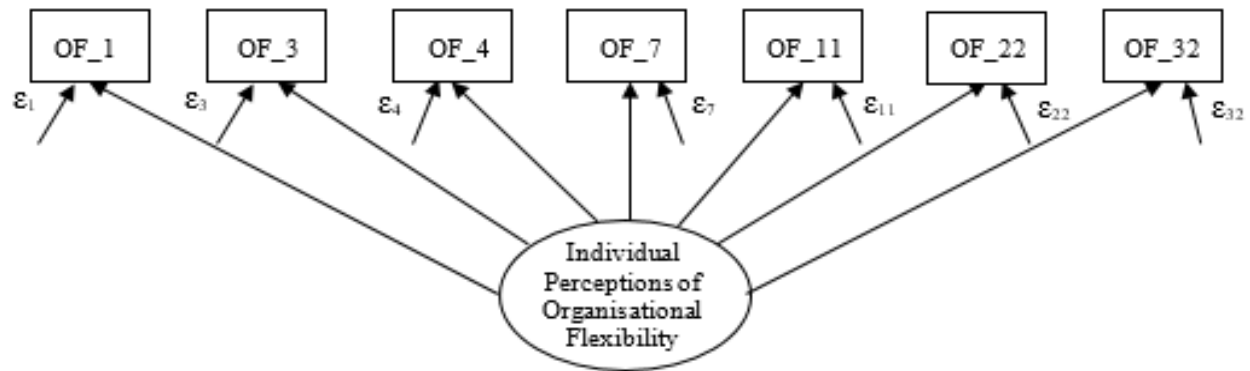 OF_1 OF_3 OF_4 OF_7 OF_11 OF_22 OF_32
ε₁ ε₃ ε₄ ε₇ ε₁₁ ε₂₂ ε₃₂
Individual
Perceptions of
Organisational
Flexibility